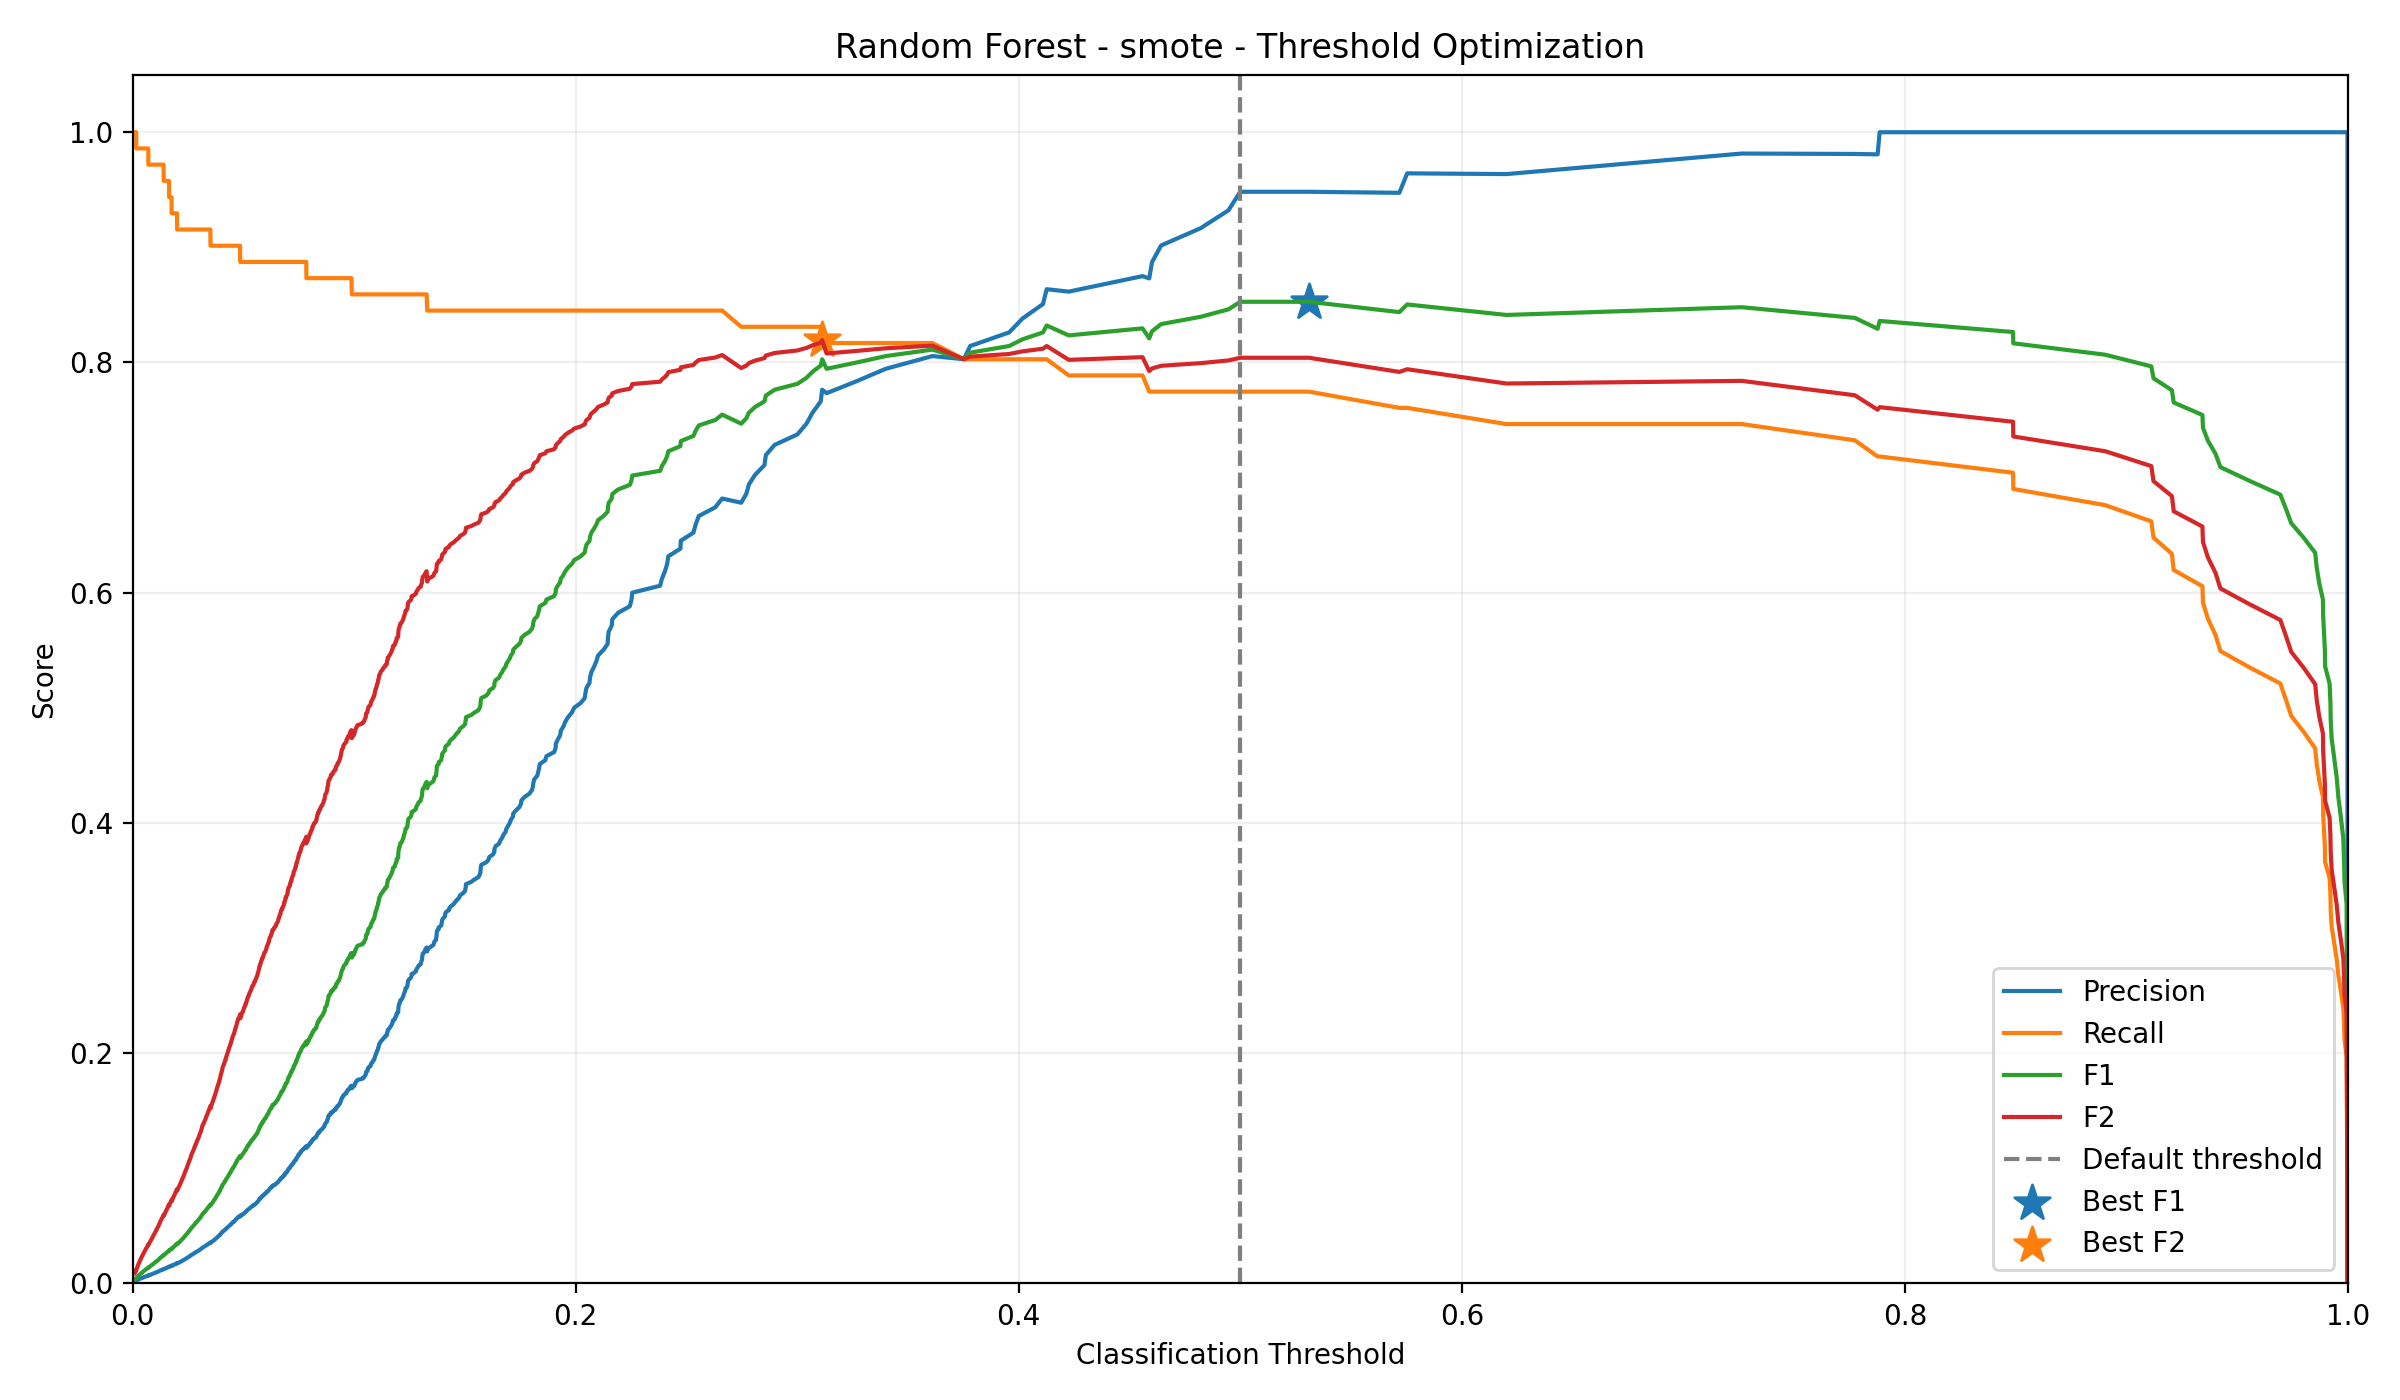 Random Forest - smote - Threshold Optimization
1.0
0.8
0.6
0.4
0.2
0.0
Score
0.0 0.2 0.4 0.6 0.8 1.0
Classification Threshold
Precision
Recall
F1
F2
Default threshold
Best F1
Best F2